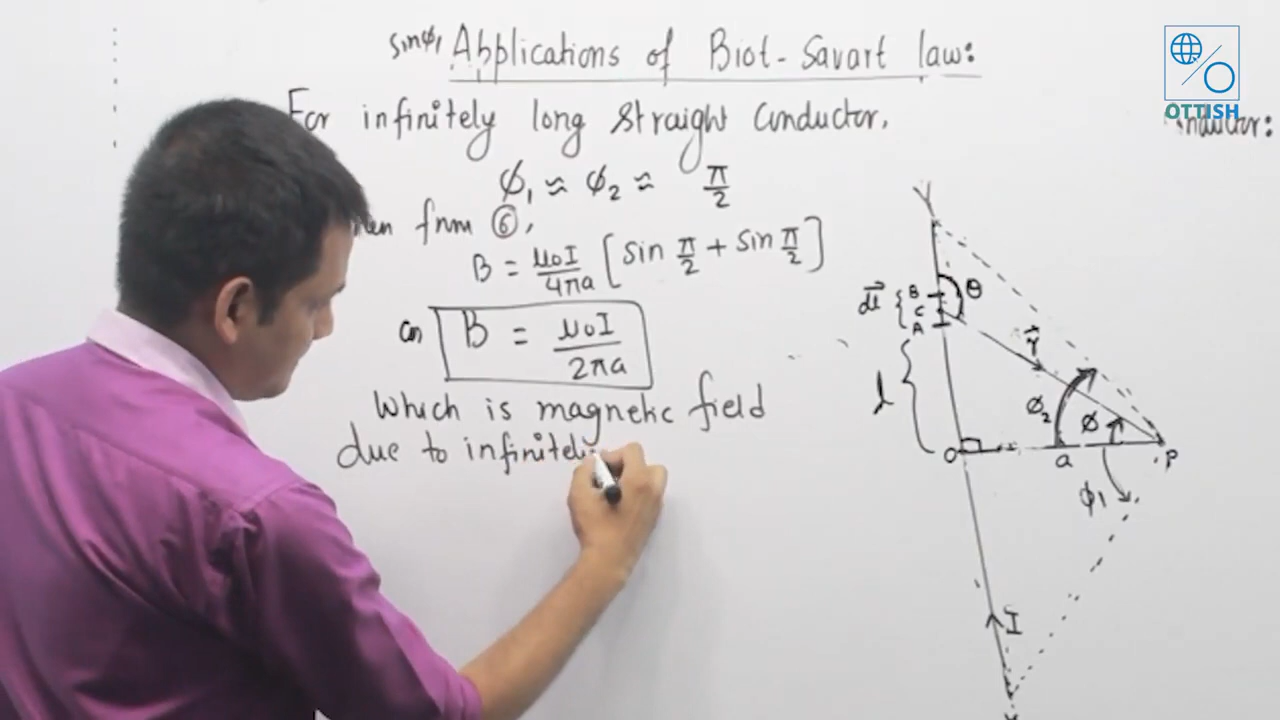 sinφ₁ Applications of Biot-Savart law:
OTTISH
For infinitely long straight Conductor,
φ₁ ≈ φ₂ ≈ π/2
from ⑥,
B = μ₀I/4πa [sin π/2 + sin π/2]
or B = μ₀I/2πa
Which is magnetic field
due to infinitely
Y
B
C
A
dl
θ
r
l
φ₂
φ
O
a
P
φ₁
I